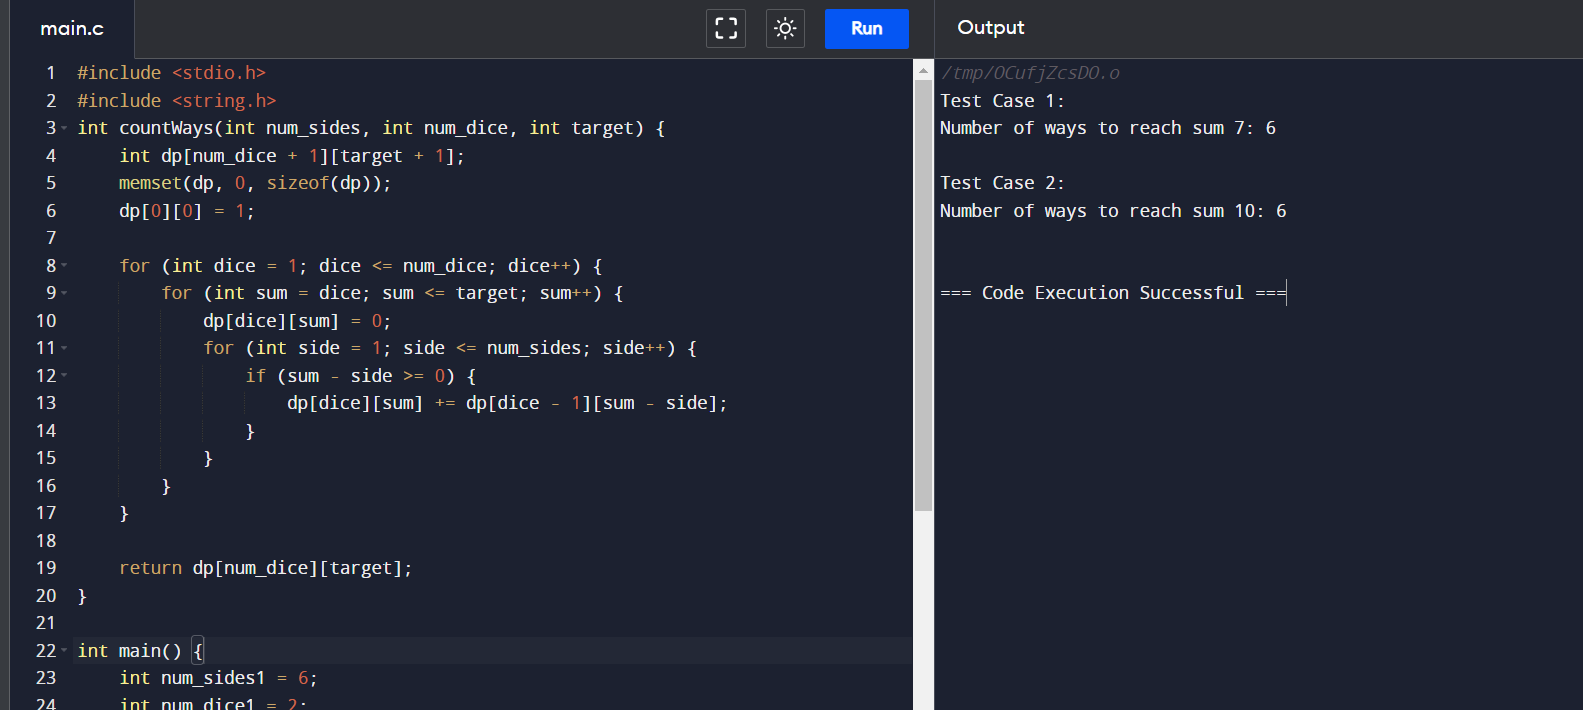 main.c
Run
Output
1 #include <stdio.h>
2 #include <string.h>
3 int countWays(int num_sides, int num_dice, int target) {
4     int dp[num_dice + 1][target + 1];
5     memset(dp, 0, sizeof(dp));
6     dp[0][0] = 1;
7
8     for (int dice = 1; dice <= num_dice; dice++) {
9         for (int sum = dice; sum <= target; sum++) {
10             dp[dice][sum] = 0;
11             for (int side = 1; side <= num_sides; side++) {
12                 if (sum - side >= 0) {
13                     dp[dice][sum] += dp[dice - 1][sum - side];
14                 }
15             }
16         }
17     }
18
19     return dp[num_dice][target];
20 }
21
22 int main() {
23     int num_sides1 = 6;
24     int num_dice1 = 2;
/tmp/OCufjZcsDO.o
Test Case 1:
Number of ways to reach sum 7: 6
Test Case 2:
Number of ways to reach sum 10: 6
=== Code Execution Successful ===